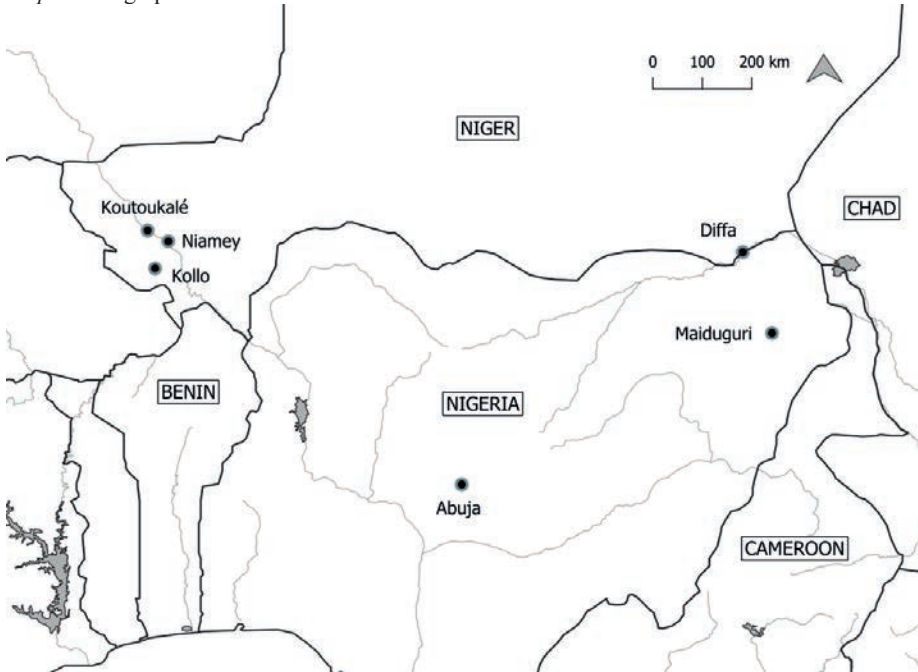 0 100 200 km
NIGER
Koutoukalé
CHAD
Niamey
Diffa
Kollo
Maiduguri
BENIN
NIGERIA
Abuja
CAMEROON